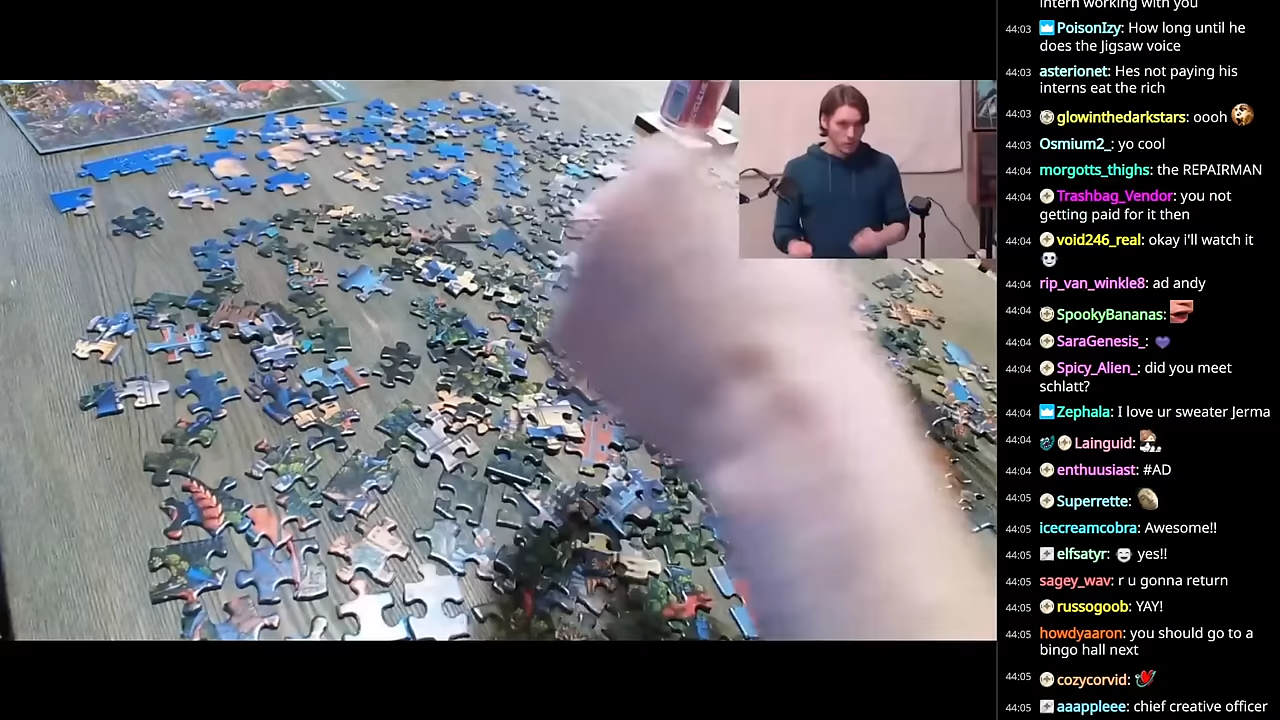 intern working with you
44:03 PoisonIzy: How long until he
does the Jigsaw voice
44:03 asterionet: Hes not paying his
interns eat the rich
44:03 glowinthedarkstars: oooh
44:03 Osmium2_: yo cool
44:04 morgotts_thighs: the REPAIRMAN
44:04 Trashbag_Vendor: you not
getting paid for it then
44:04 void246_real: okay i'll watch it
44:04 rip_van_winkle8: ad andy
44:04 SpookyBananas:
44:04 SaraGenesis_:
44:04 Spicy_Alien_: did you meet
schlatt?
44:04 Zephala: I love ur sweater Jerma
44:04 Lainguid:
44:04 enthuusiast: #AD
44:05 Superrette:
44:05 icecreamcobra: Awesome!!
44:05 elfsatyr: yes!!
44:05 sagey_wav: r u gonna return
44:05 russogoob: YAY!
44:05 howdyaaron: you should go to a
bingo hall next
44:05 cozycorvid:
44:05 aaappleee: chief creative officer